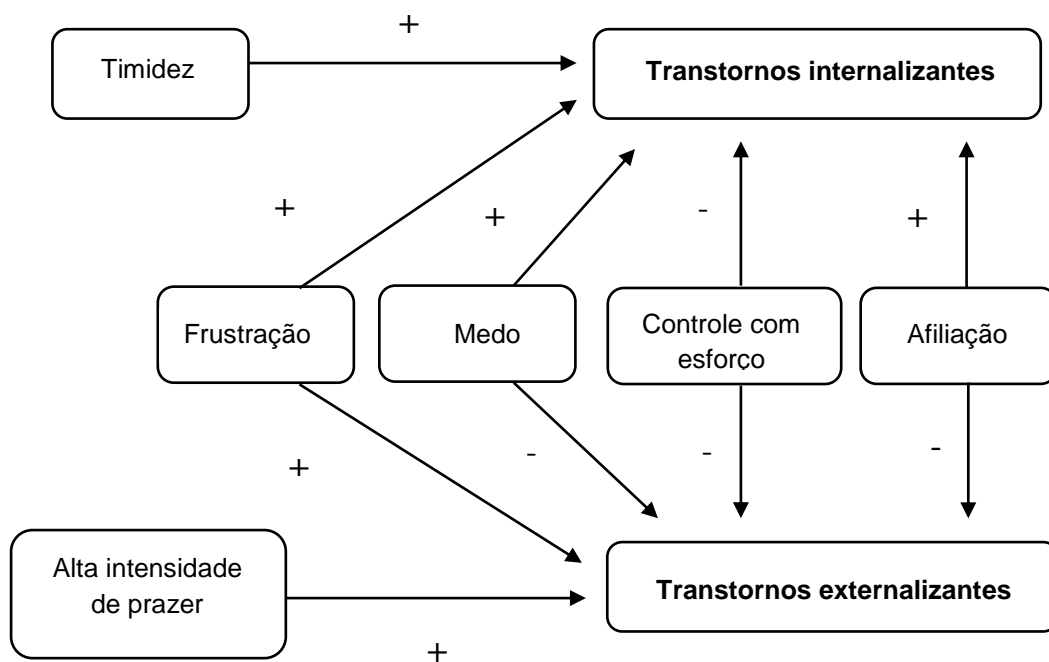 +
Timidez
Transtornos internalizantes
+
+
-
+
Frustração
Medo
Controle com
esforço
Afiliação
+
-
-
-
Alta intensidade
de prazer
Transtornos externalizantes
+